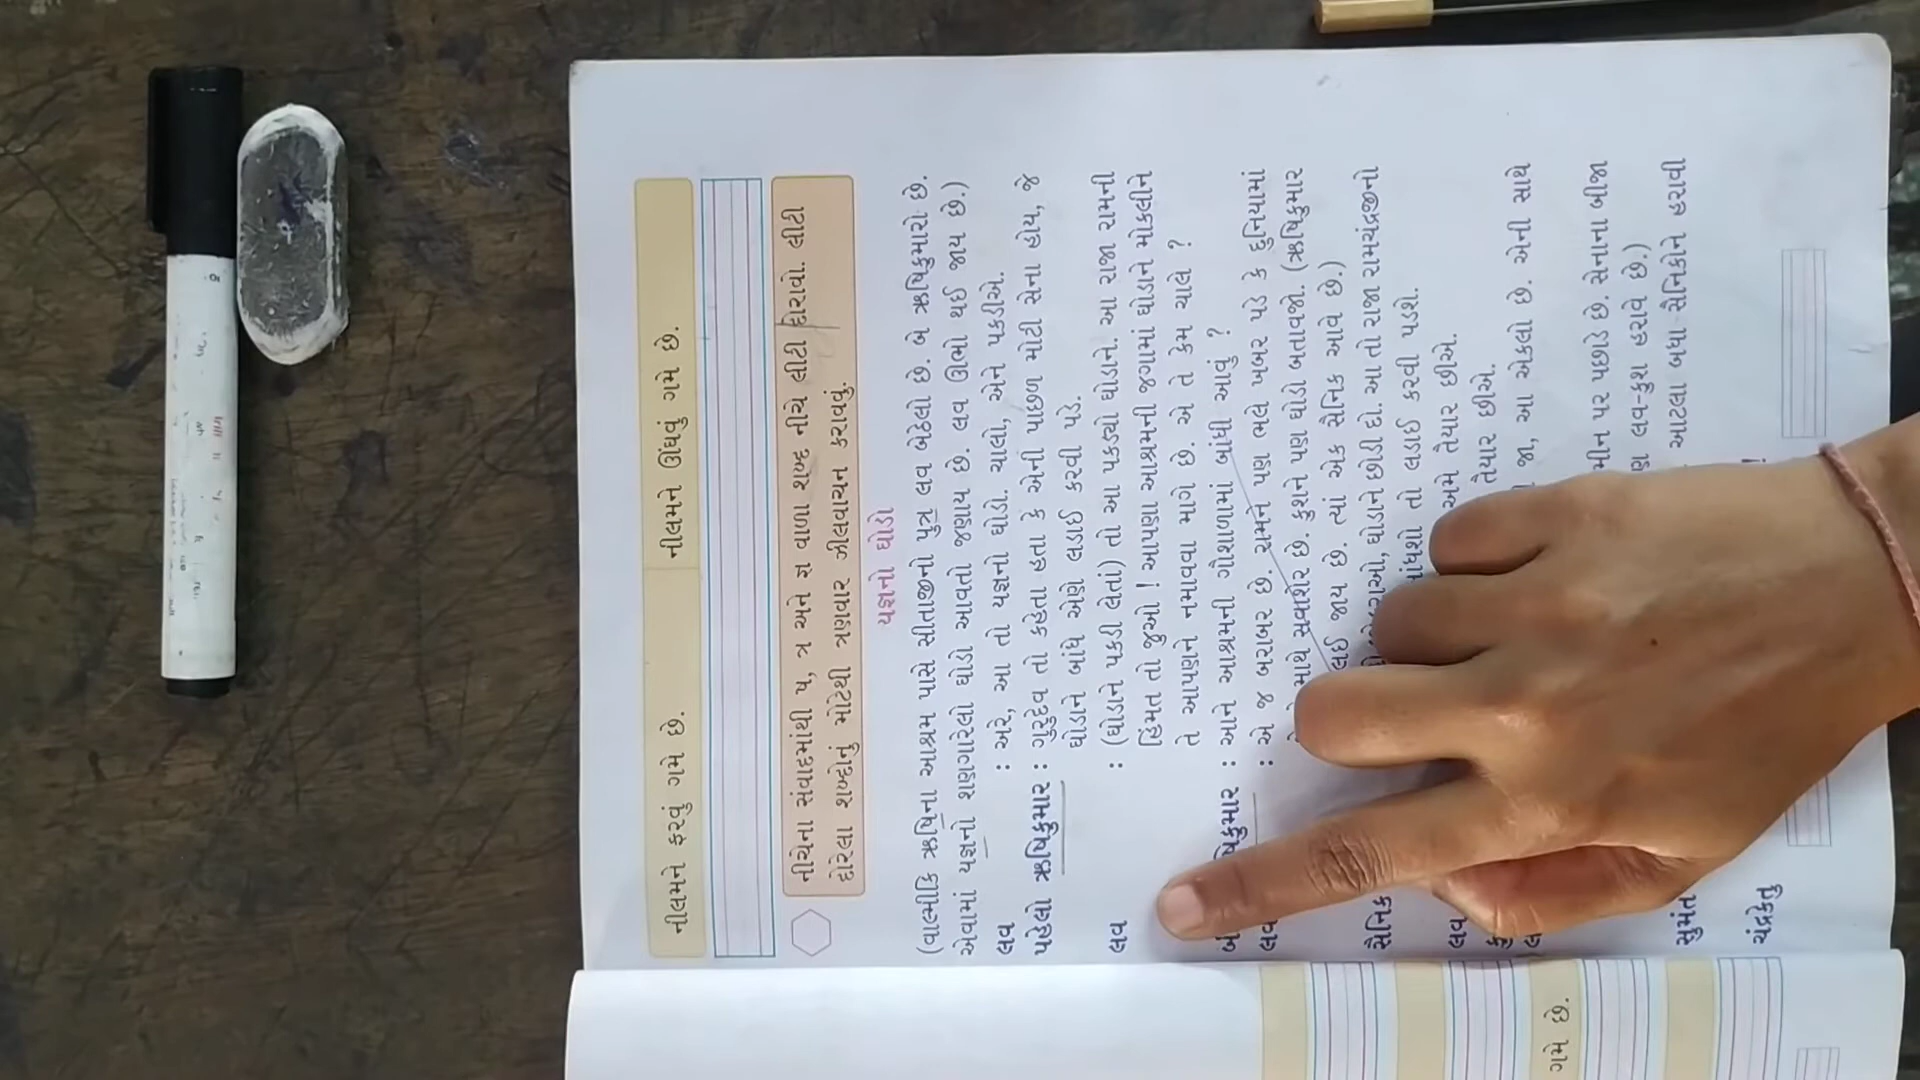 નીલમને ફરવું ગમે છે. નીલમને ઊંઘવું ગમે છે.
નીચેના સંવાદમાંથી ષ, ત્ર અને જ્ઞ વાળા શબ્દ નીચે લીટી દોરાવો. લીટી
દોરેલા શબ્દોનું મોટેથી ત્રણવાર ઝીલવાચન કરાવવું.
યજ્ઞનો ઘોડો
(વાલ્મીકિ ઋષિના આશ્રમ પાસે સીતાજીનો પુત્ર લવ બેઠેલો છે. બે ઋષિકુમારો છે.
એવામાં યજ્ઞનો શણગારેલો ઘોડો આવતો જણાય છે. લવ ઊભો થઈ જાય છે.)
લવ : અરે, આ તો યજ્ઞનો ઘોડો. ચાલો, એને પકડીએ.
પહેલો ઋષિકુમાર : ગુરુદેવ તો કહેતા હતા કે એની પાછળ મોટી સેના હોય, જે
ઘોડાને બાંધે એણે લડાઈ કરવી પડે.
લવ : (ઘોડાને પકડી લેતાં) તો આ પકડ્યો ઘોડાને. આ રાજા રામની
હિંમત તો જુઓ ! આપણા આશ્રમની જગામાં ઘોડાને મોકલીને
તે આપણને નમાવવા માગે છે. એ તે કેમ ચાલે ?
ષિકુમાર : આને આશ્રમની ગૌશાળામાં બાંધી આવું ?
લવ : એ જ બરાબર છે. રામને પણ ભલે ખબર પડે કે દુનિયામાં
માથે સવાશેર છે. કુશને પણ ઘોડો બતાવજો. (ઋષિકુમાર
લઈ જાય છે. ત્યાં એક સૈનિક આવે છે.)
સૈનિક ઘોડાને છોડી દો. આ તો રાજા રામચંદ્રજીનો
બાંધશો તો લડાઈ કરવી પડશે.
લવ અમે તૈયાર છીએ.
તૈયાર છીએ.
જ, આ એકલો છે. એની સાથે
પર પછાડે છે. સેનાના બીજા
લવ-કુશ હરાવે છે.)
સુમંત આટલા બધા સૈનિકોને હરાવી
ચંદ્રકેતુ !
ગમે છે.